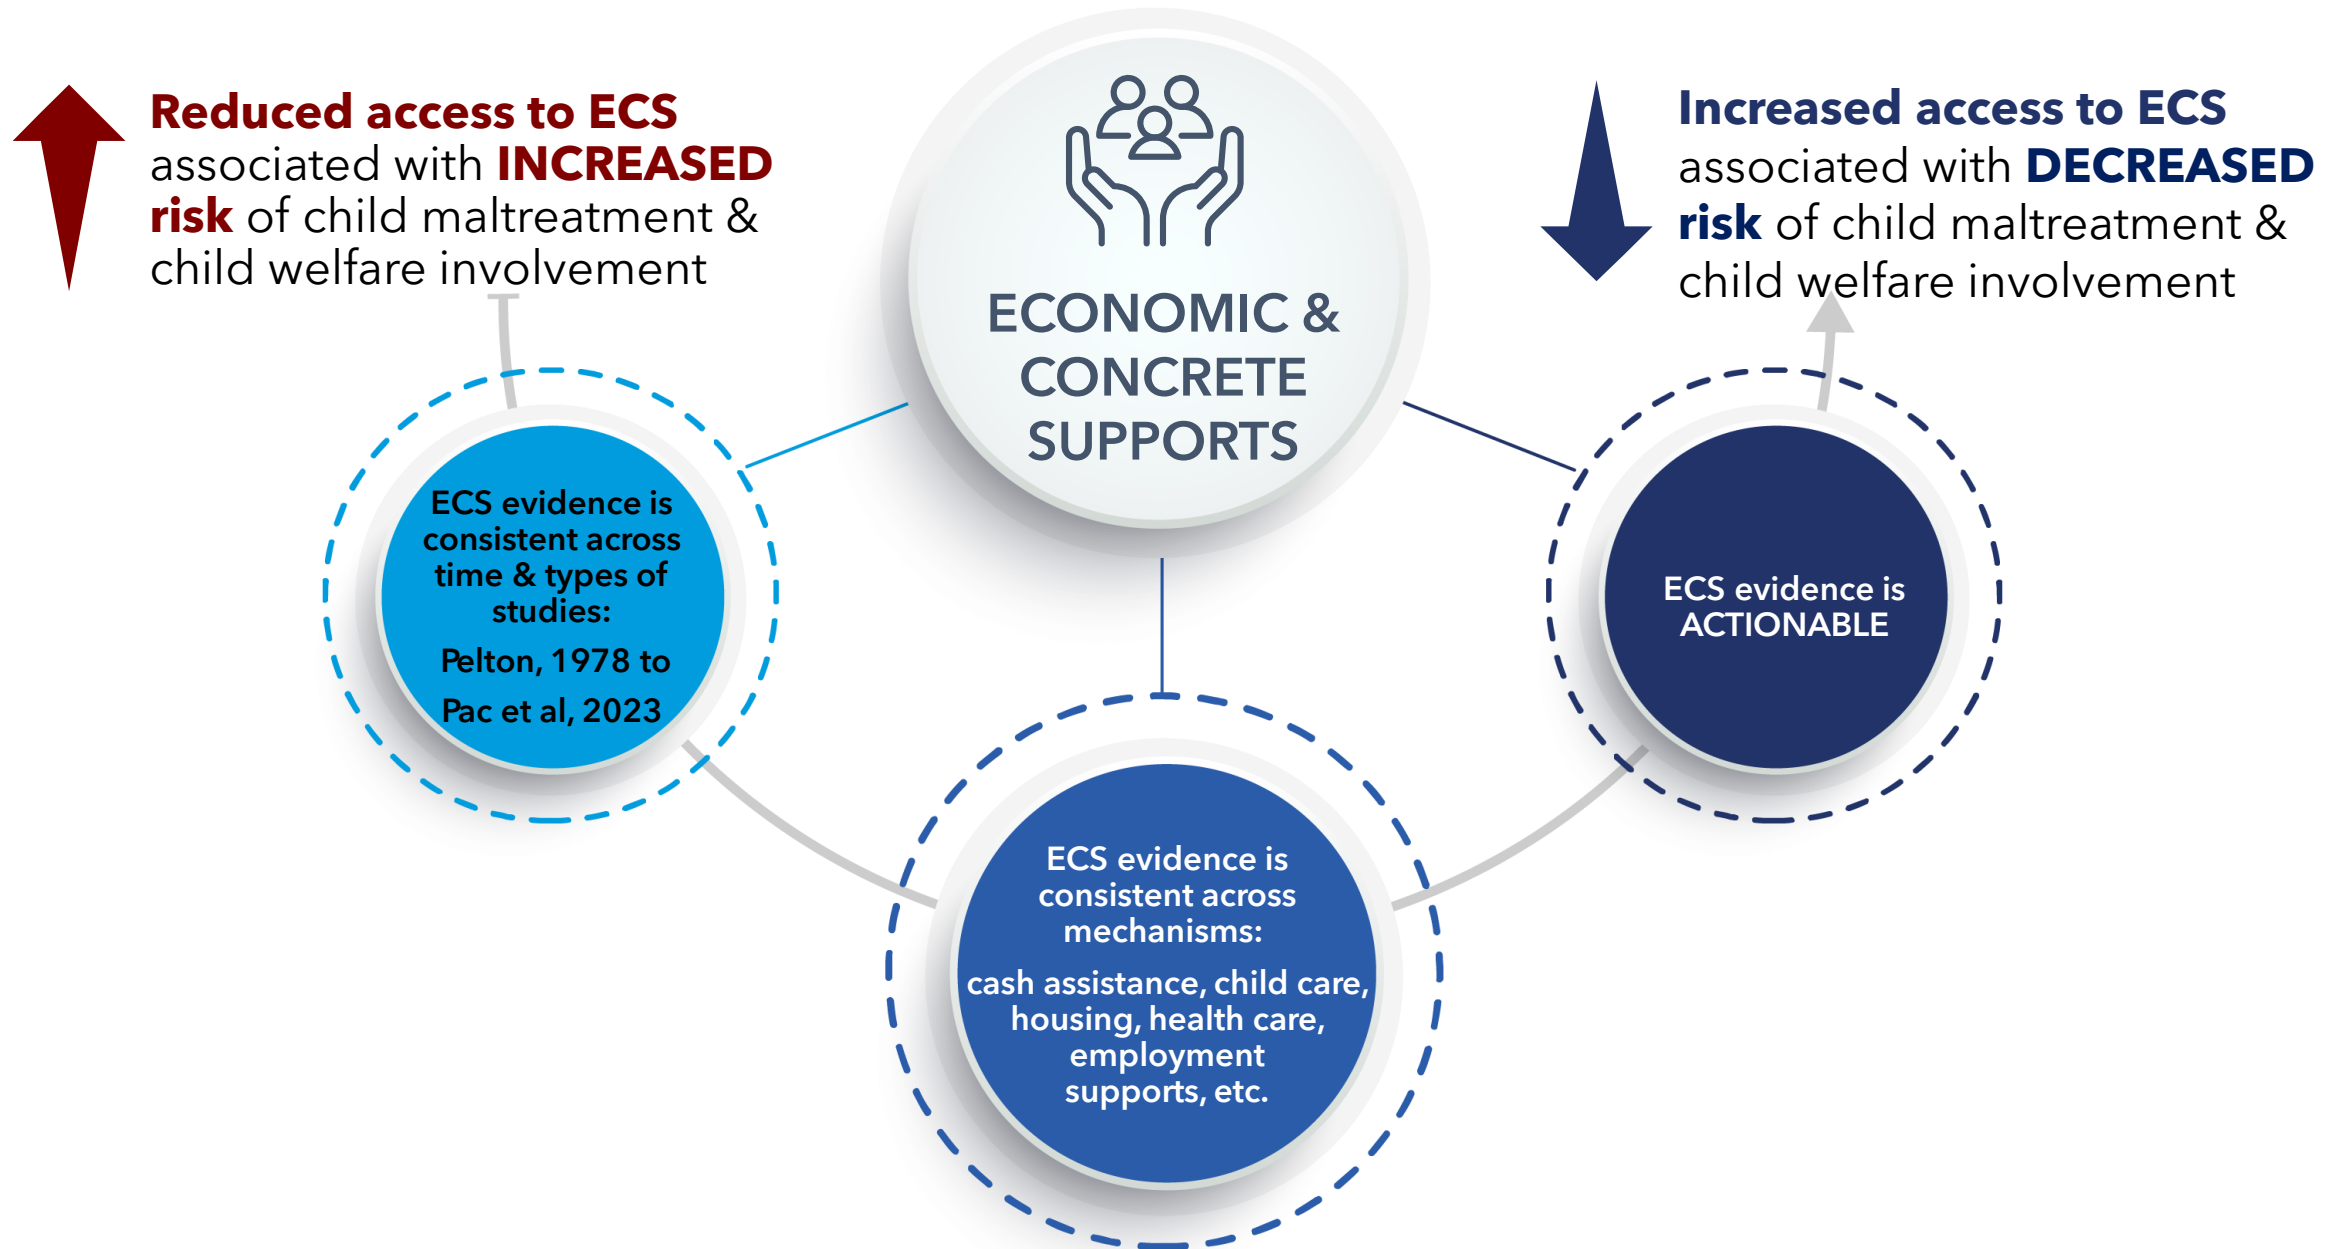 Reduced access to ECS
associated with INCREASED
risk of child maltreatment &
child welfare involvement
ECONOMIC &
CONCRETE
SUPPORTS
Increased access to ECS
associated with DECREASED
risk of child maltreatment &
child welfare involvement
ECS evidence is
consistent across
time & types of
studies:
Pelton, 1978 to
Pac et al, 2023
ECS evidence is
consistent across
mechanisms:
cash assistance, child care,
housing, health care,
employment
supports, etc.
ECS evidence is
ACTIONABLE